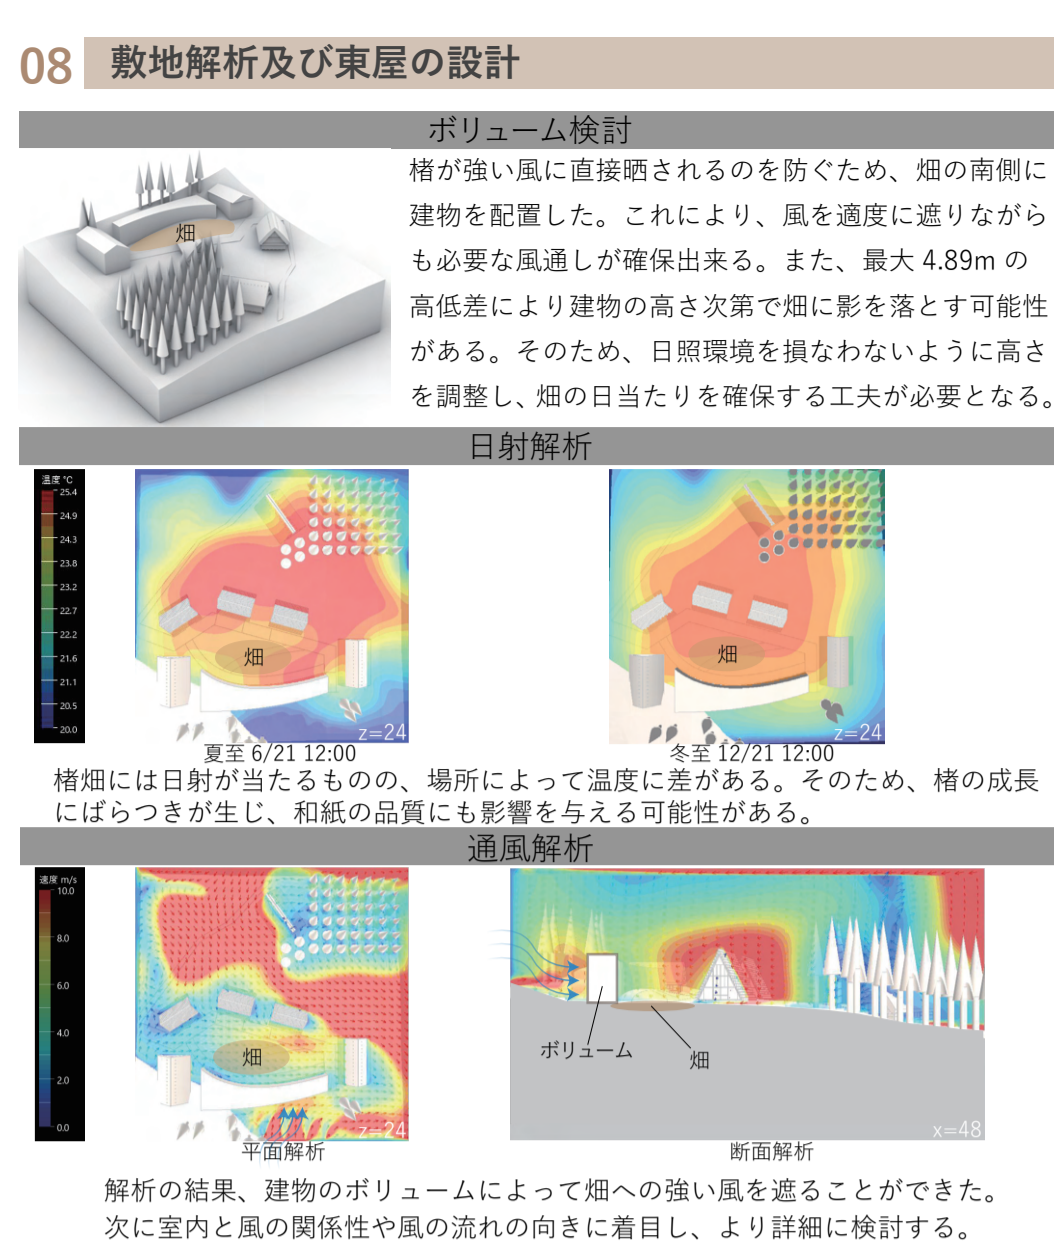 08 敷地解析及び東屋の設計
ボリューム検討
畑
楮が強い風に直接晒されるのを防ぐため、畑の南側に
建物を配置した。これにより、風を適度に遮りながら
も必要な風通しが確保出来る。また、最大 4.89m の
高低差により建物の高さ次第で畑に影を落とす可能性
がある。そのため、日照環境を損なわないように高さ
を調整し、畑の日当たりを確保する工夫が必要となる。
日射解析
温度 °C
25.4
24.9
24.3
23.8
23.2
22.7
22.2
21.6
21.1
20.5
20.0
畑
z=24
夏至 6/21 12:00
畑
z=24
冬至 12/21 12:00
楮畑には日射が当たるものの、場所によって温度に差がある。そのため、楮の成長
にばらつきが生じ、和紙の品質にも影響を与える可能性がある。
通風解析
速度 m/s
10.0
8.0
6.0
4.0
2.0
0.0
畑
z=24
平面解析
ボリューム
畑
x=48
断面解析
解析の結果、建物のボリュームによって畑への強い風を遮ることができた。
次に室内と風の関係性や風の流れの向きに着目し、より詳細に検討する。